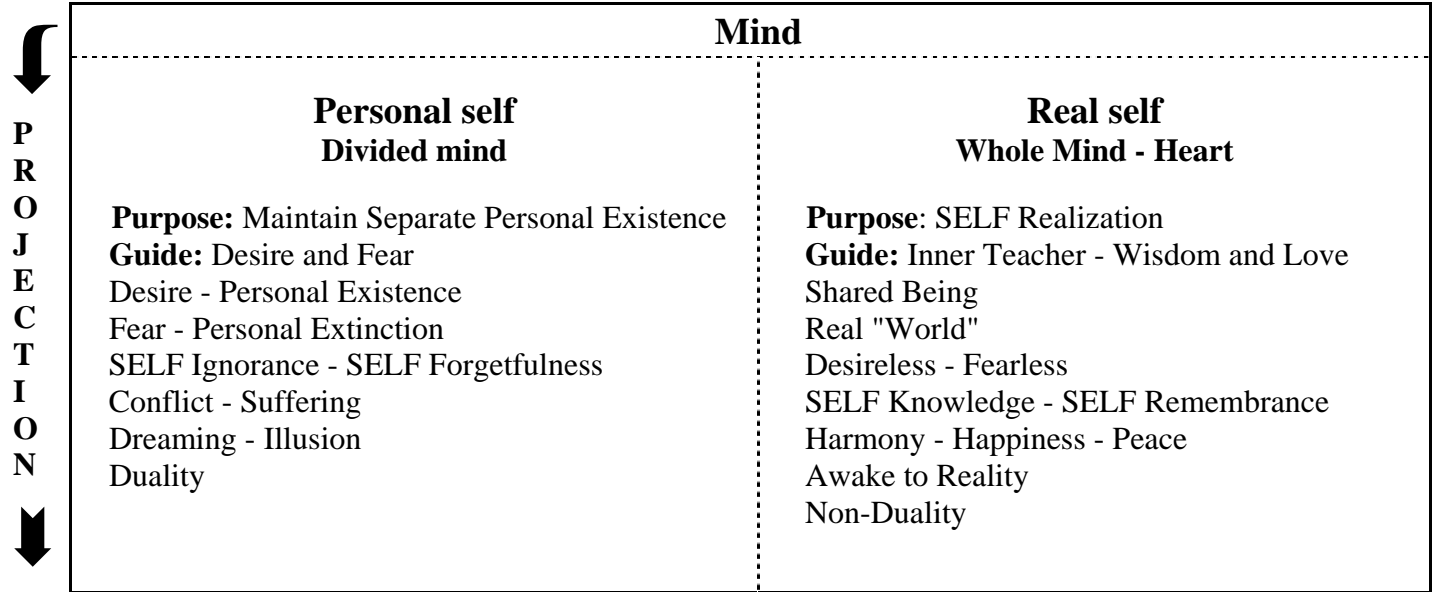 Mind
PROJECTION
Personal self
Divided mind
Purpose: Maintain Separate Personal Existence
Guide: Desire and Fear
Desire - Personal Existence
Fear - Personal Extinction
SELF Ignorance - SELF Forgetfulness
Conflict - Suffering
Dreaming - Illusion
Duality
Real self
Whole Mind - Heart
Purpose: SELF Realization
Guide: Inner Teacher - Wisdom and Love
Shared Being
Real "World"
Desireless - Fearless
SELF Knowledge - SELF Remembrance
Harmony - Happiness - Peace
Awake to Reality
Non-Duality